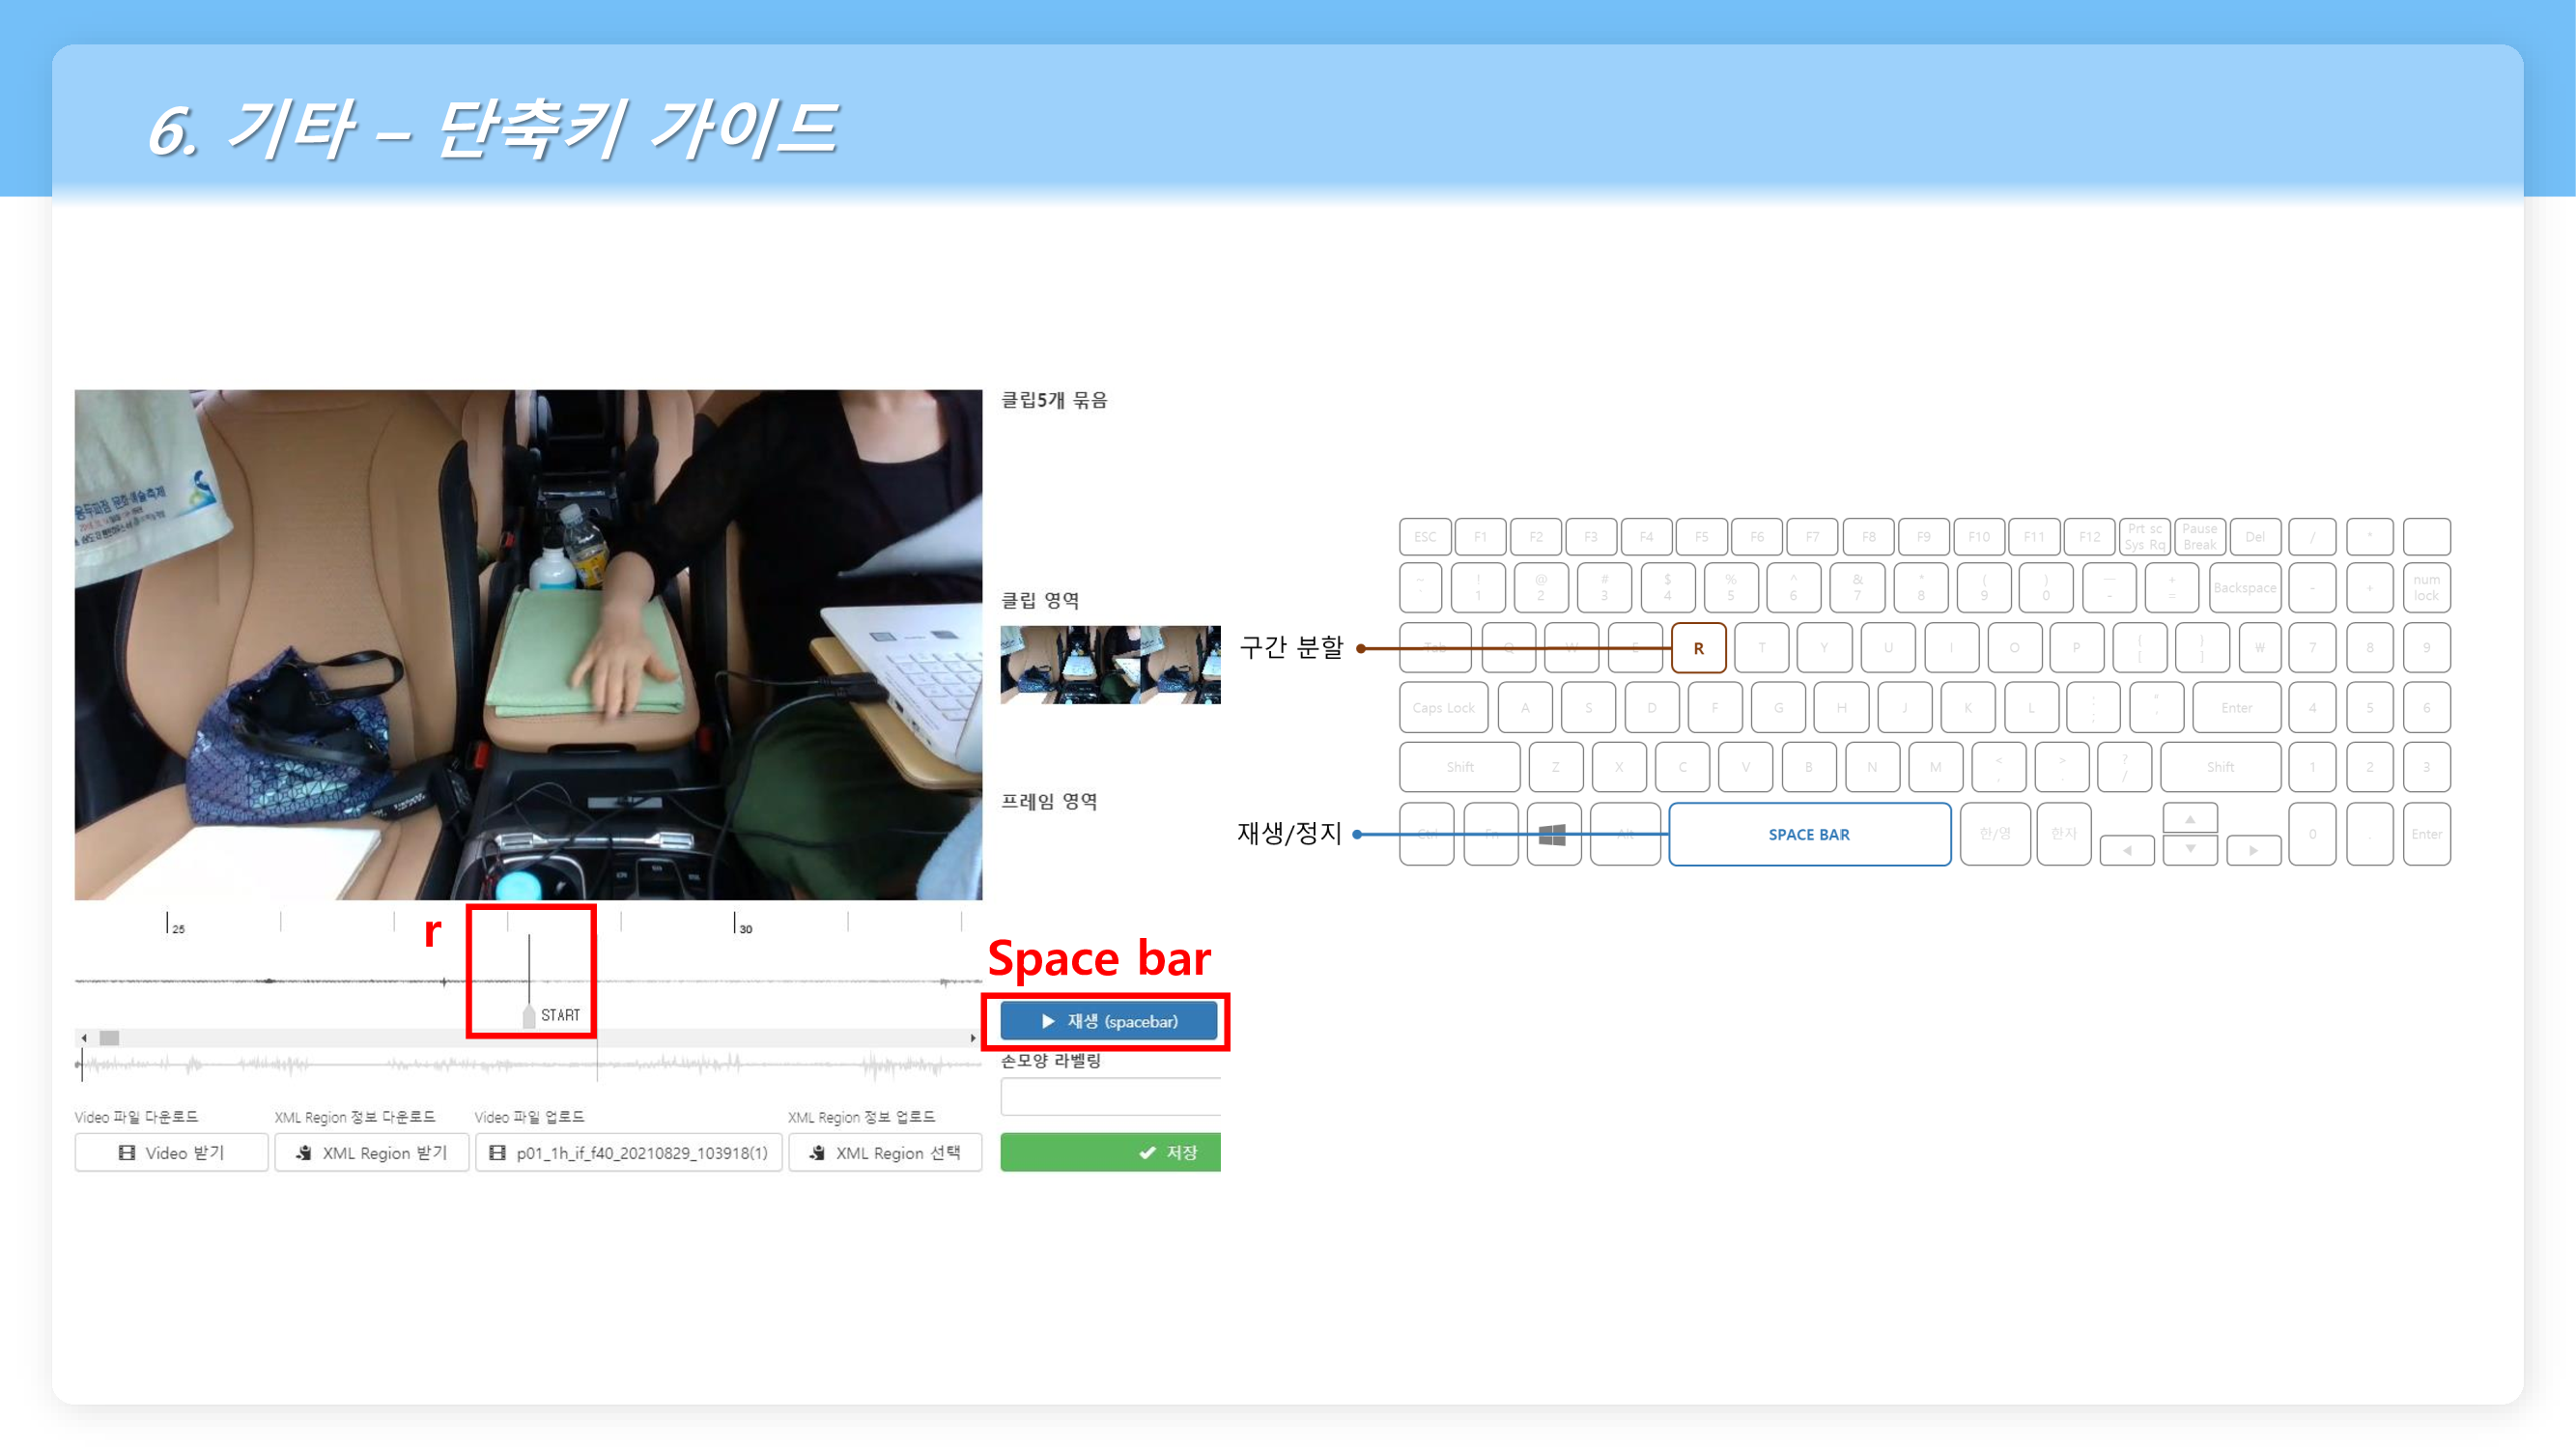 6. 기타 – 단축키 가이드
클립5개 묶음
클립 영역
프레임 영역
25
30
r
START
Space bar
재생 (spacebar)
손모양 라벨링
Video 파일 다운로드
XML Region 정보 다운로드
Video 파일 업로드
XML Region 정보 업로드
Video 받기
XML Region 받기
p01_1h_if_f40_20210829_103918(1)
XML Region 선택
저장
구간 분할
재생/정지
ESC F1 F2 F3 F4 F5 F6 F7 F8 F9 F10 F11 F12 Prt sc Sys Rq Pause Break Del / *
~ ` ! 1 @ 2 # 3 $ 4 % 5 ^ 6 & 7 * 8 ( 9 ) 0 — - + = Backspace - + num lock
Tab Q W E R T Y U I O P { [ } ] ₩ 7 8 9
Caps Lock A S D F G H J K L : ; " ' Enter 4 5 6
Shift Z X C V B N M < , > . ? / Shift 1 2 3
Ctrl Fn Alt SPACE BAR 한/영 한자 ◀ ▲ ▼ ▶ 0 . Enter